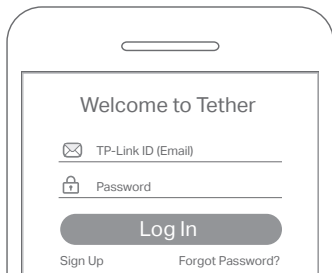 Welcome to Tether
TP-Link ID (Email)
Password
Log In
Sign Up Forgot Password?